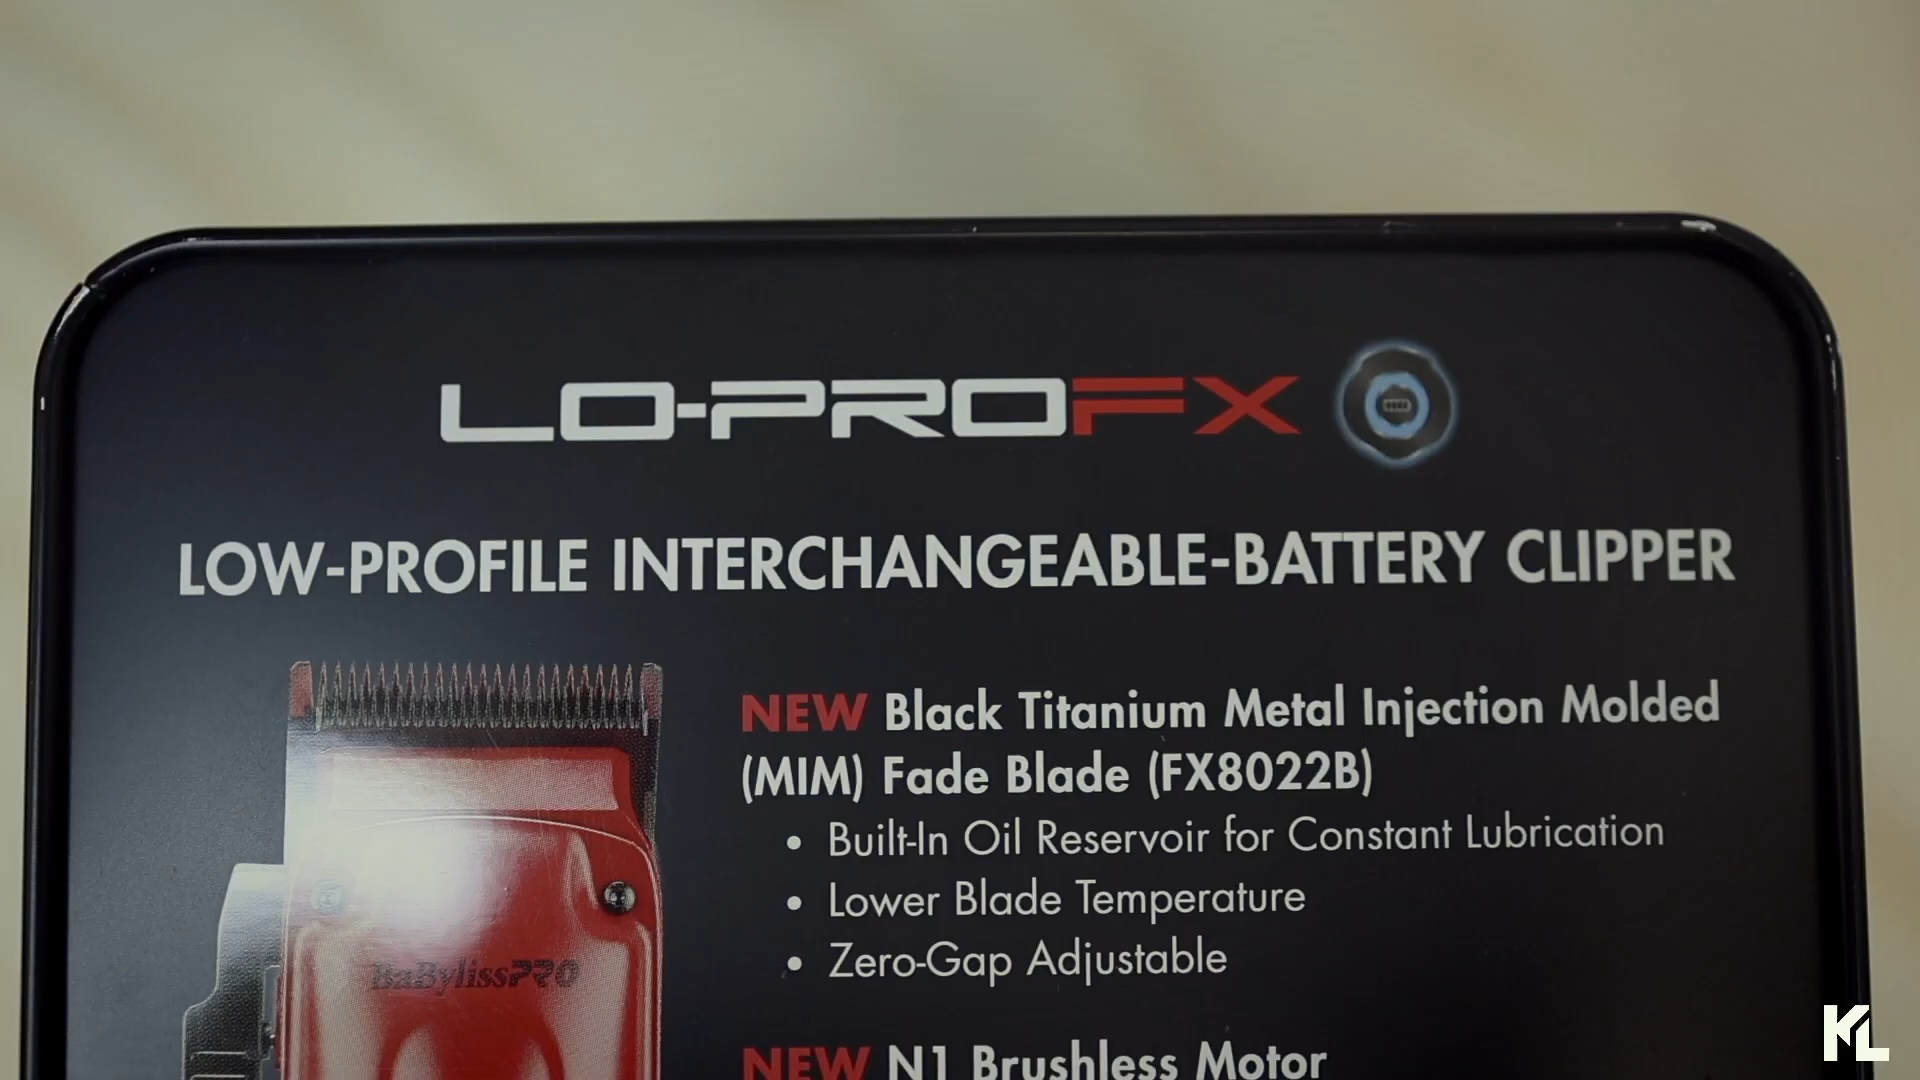 LO-PROFX
LOW-PROFILE INTERCHANGEABLE-BATTERY CLIPPER
NEW Black Titanium Metal Injection Molded
(MIM) Fade Blade (FX8022B)
• Built-In Oil Reservoir for Constant Lubrication
• Lower Blade Temperature
• Zero-Gap Adjustable
BaBylissPRO
NEW N1 Brushless Motor
KL